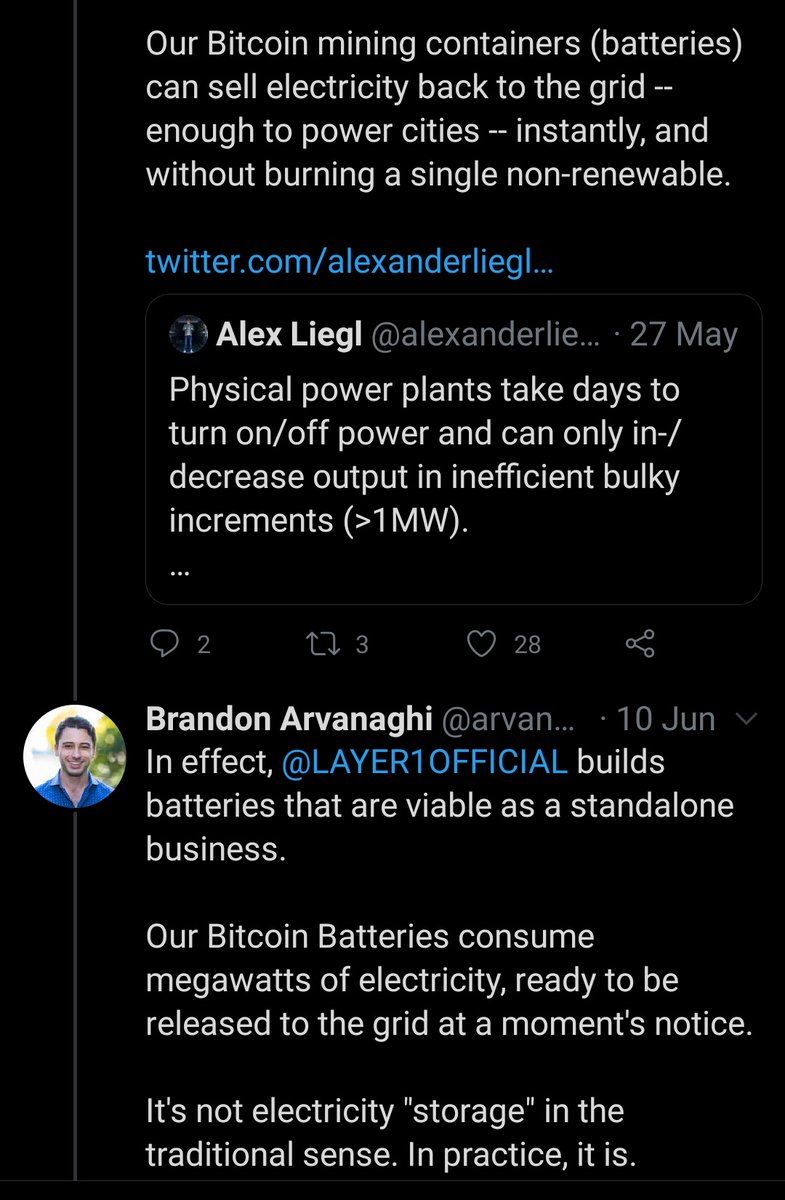 Our Bitcoin mining containers (batteries)
can sell electricity back to the grid --
enough to power cities -- instantly, and
without burning a single non-renewable.
twitter.com/alexanderliegl…
Alex Liegl @alexanderlie... · 27 May
Physical power plants take days to
turn on/off power and can only in-/
decrease output in inefficient bulky
increments (>1MW).
...
2 3 28
Brandon Arvanaghi @arvan... · 10 Jun
In effect, @LAYER1OFFICIAL builds
batteries that are viable as a standalone
business.
Our Bitcoin Batteries consume
megawatts of electricity, ready to be
released to the grid at a moment's notice.
It's not electricity "storage" in the
traditional sense. In practice, it is.